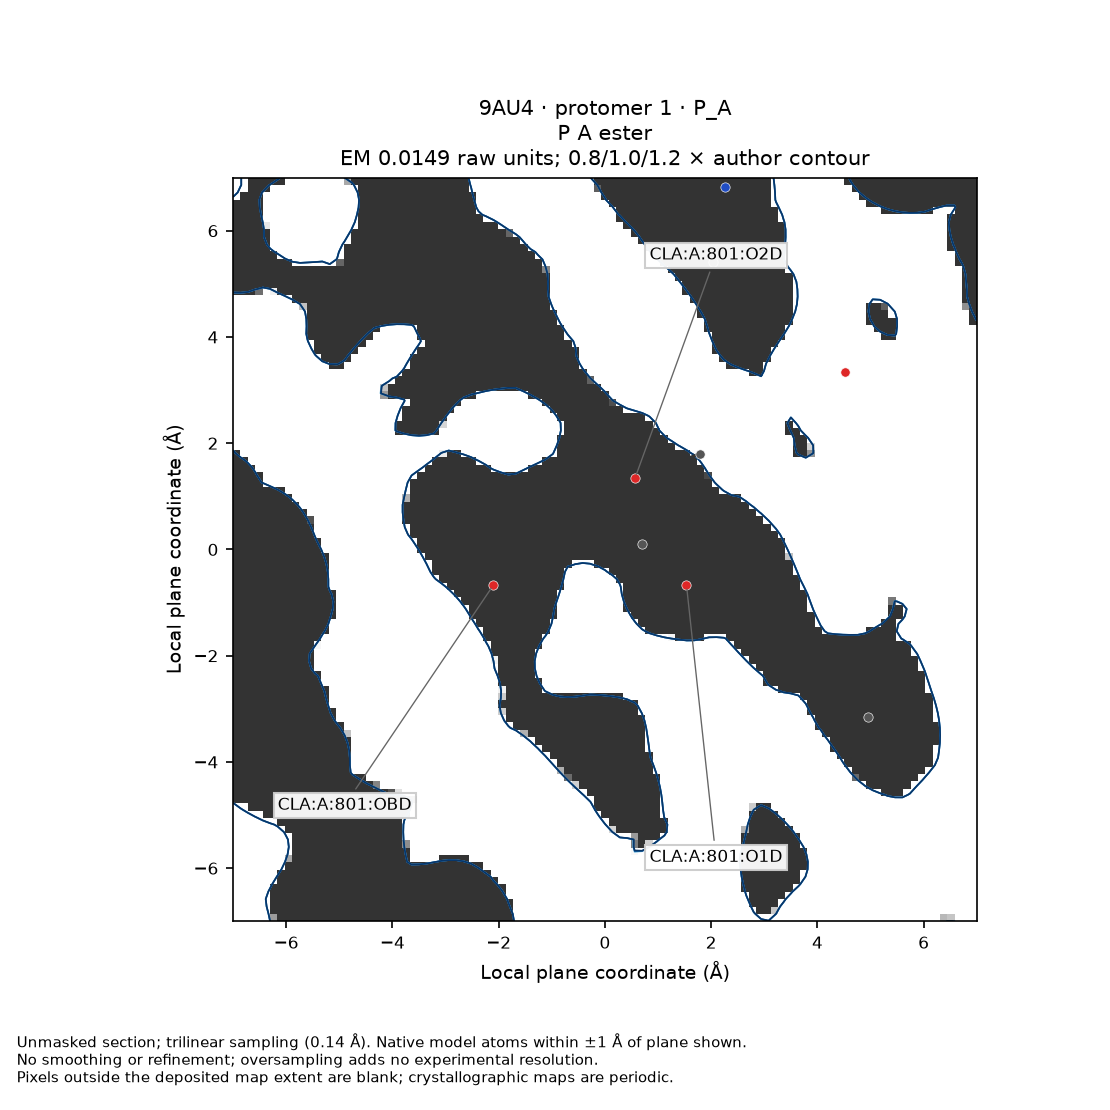 9AU4 · protomer 1 · P_A
P A ester
EM 0.0149 raw units; 0.8/1.0/1.2 × author contour
Local plane coordinate (Å)
6
4
2
0
−2
−4
−6
CLA:A:801:O2D
CLA:A:801:OBD
CLA:A:801:O1D
−6 −4 −2 0 2 4 6
Local plane coordinate (Å)
Unmasked section; trilinear sampling (0.14 Å). Native model atoms within ±1 Å of plane shown.
No smoothing or refinement; oversampling adds no experimental resolution.
Pixels outside the deposited map extent are blank; crystallographic maps are periodic.